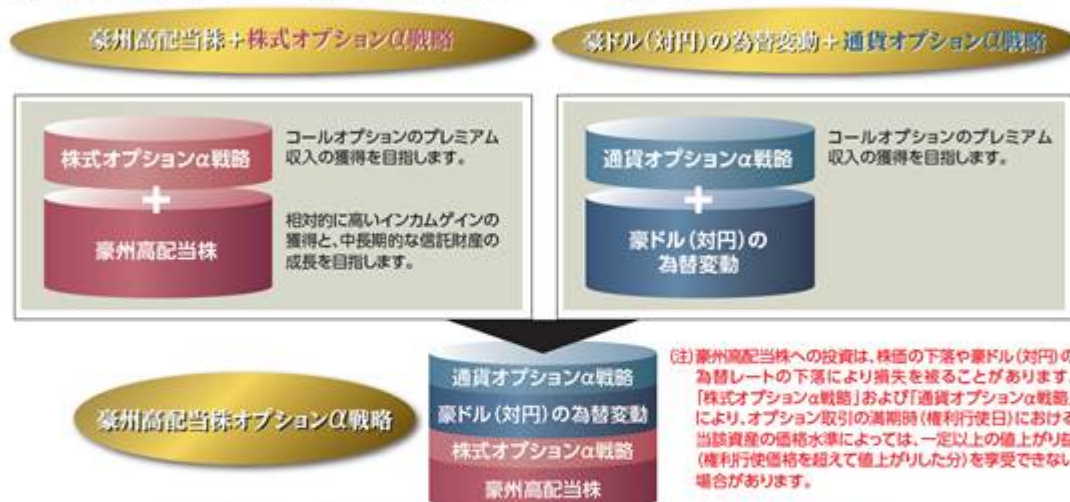 豪州高配当株+株式オプションα戦略
豪ドル(対円)の為替変動+通貨オプションα戦略
株式オプションα戦略
+
豪州高配当株
コールオプションのプレミアム
収入の獲得を目指します。
相対的に高いインカムゲインの
獲得と、中長期的な信託財産の
成長を目指します。
通貨オプションα戦略
+
豪ドル(対円)の
為替変動
コールオプションのプレミアム
収入の獲得を目指します。
豪州高配当株オプションα戦略
通貨オプションα戦略
豪ドル(対円)の為替変動
株式オプションα戦略
豪州高配当株
(注)豪州高配当株への投資は、株価の下落や豪ドル(対円)の
為替レートの下落により損失を被ることがあります。
「株式オプションα戦略」および「通貨オプションα戦略」
により、オプション取引の満期時(権利行使日)における
当該資産の価格水準によっては、一定以上の値上がり益
(権利行使価格を超えて値上がりした分)を享受できない
場合があります。